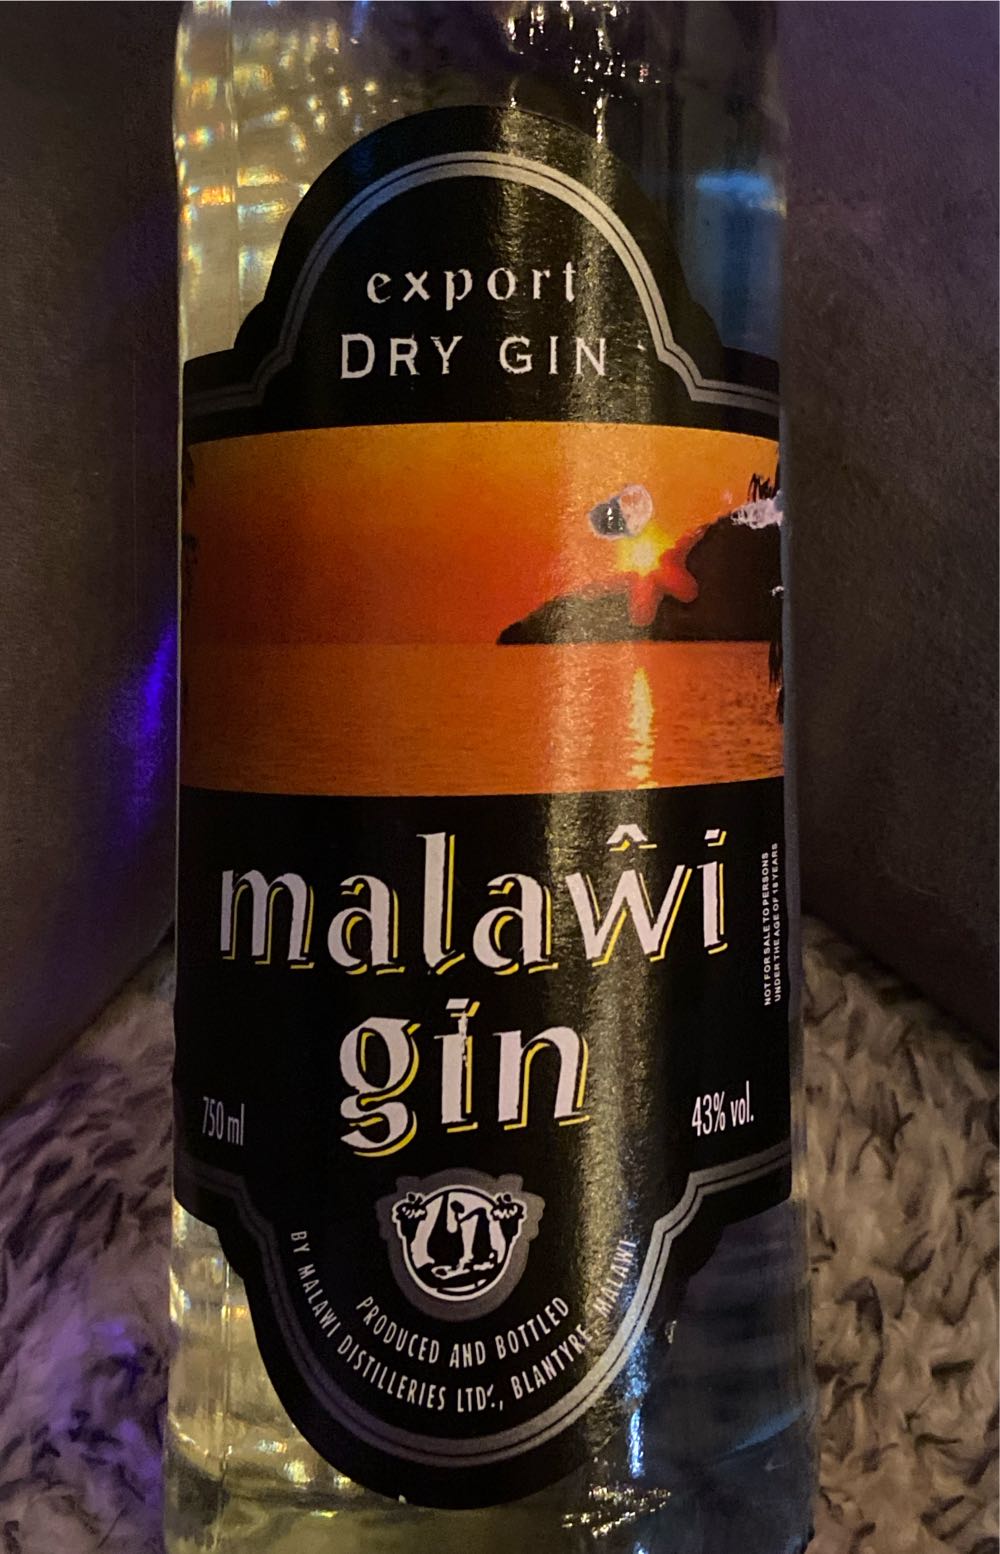 export
DRY GIN
malaŵi
gin
NOT FOR SALE TO PERSONS
UNDER THE AGE OF 18 YEARS
750 ml
43% vol.
PRODUCED AND BOTTLED
BY MALAWI DISTILLERIES LTD., BLANTYRE, MALAWI